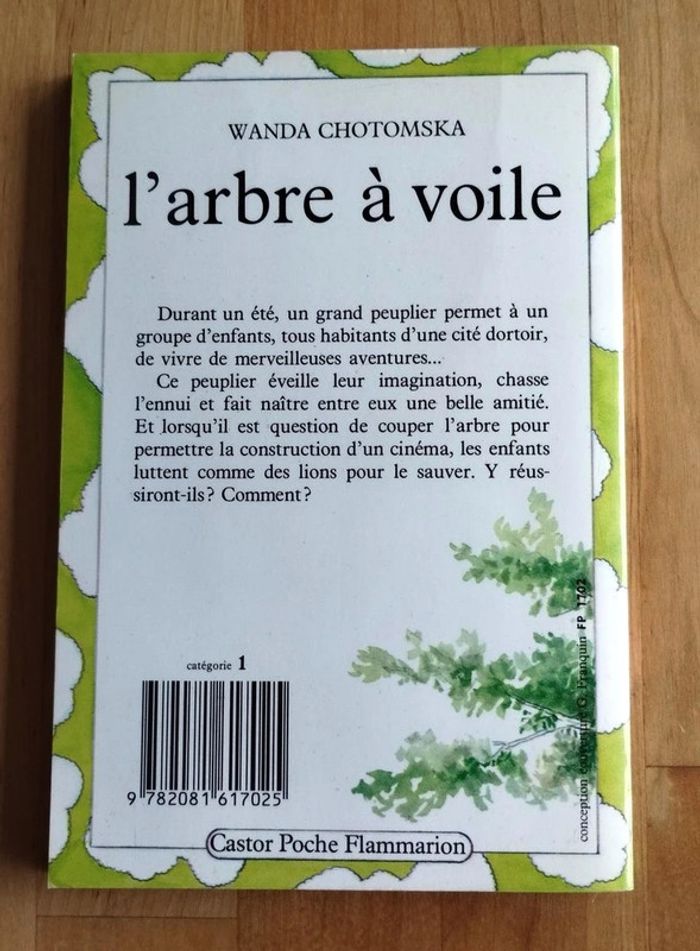 WANDA CHOTOMSKA
l'arbre à voile
Durant un été, un grand peuplier permet à un
groupe d'enfants, tous habitants d'une cité dortoir,
de vivre de merveilleuses aventures...
Ce peuplier éveille leur imagination, chasse
l'ennui et fait naître entre eux une belle amitié.
Et lorsqu'il est question de couper l'arbre pour
permettre la construction d'un cinéma, les enfants
luttent comme des lions pour le sauver. Y réus-
siront-ils? Comment?
catégorie 1
9 782081 617025
Castor Poche Flammarion
conception couverture G. Franquin FP 1702